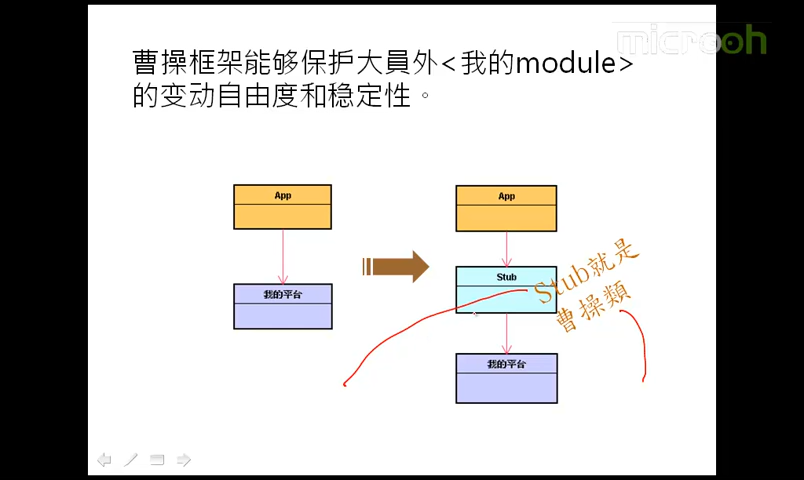 microoh
曹操框架能够保护大員外<我的module>
的变动自由度和稳定性。
App
我的平台
App
Stub
我的平台
Stub就是
曹操類